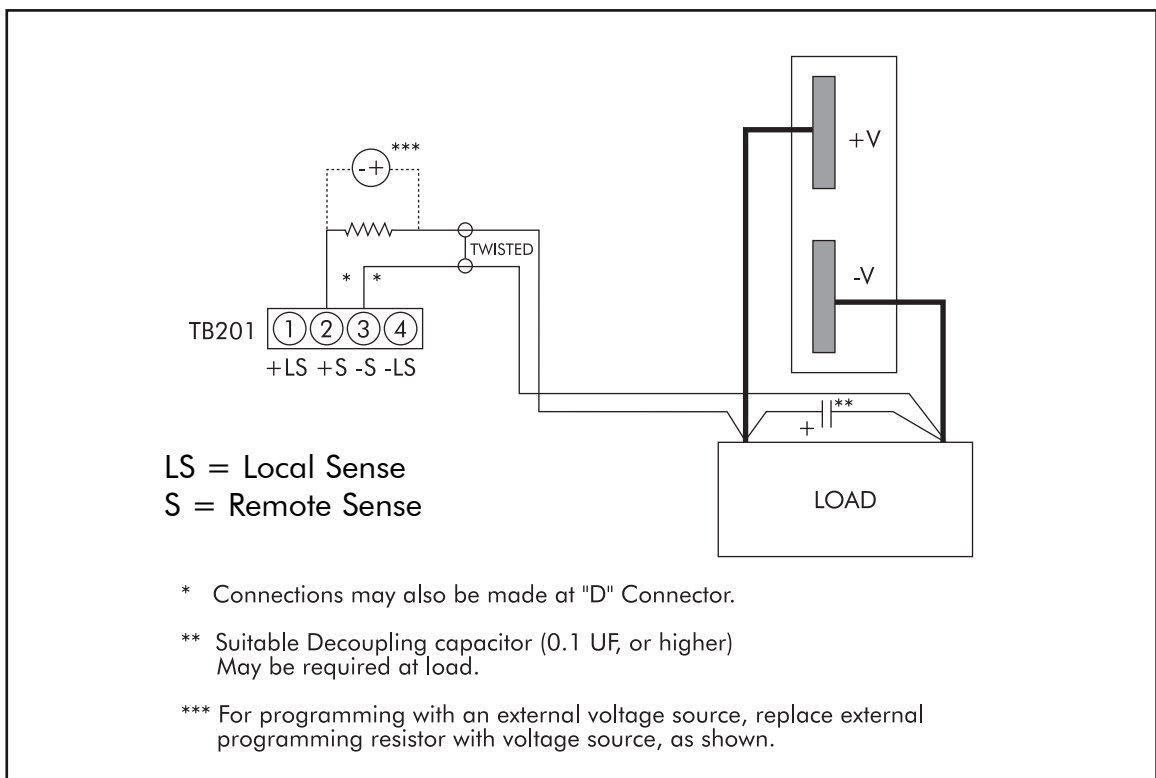 +V
***
- +
TWISTED
-V
* *
TB201 1 2 3 4
+LS +S -S -LS
**
+
LS = Local Sense
S = Remote Sense
LOAD
* Connections may also be made at "D" Connector.
** Suitable Decoupling capacitor (0.1 UF, or higher)
May be required at load.
*** For programming with an external voltage source, replace external
programming resistor with voltage source, as shown.